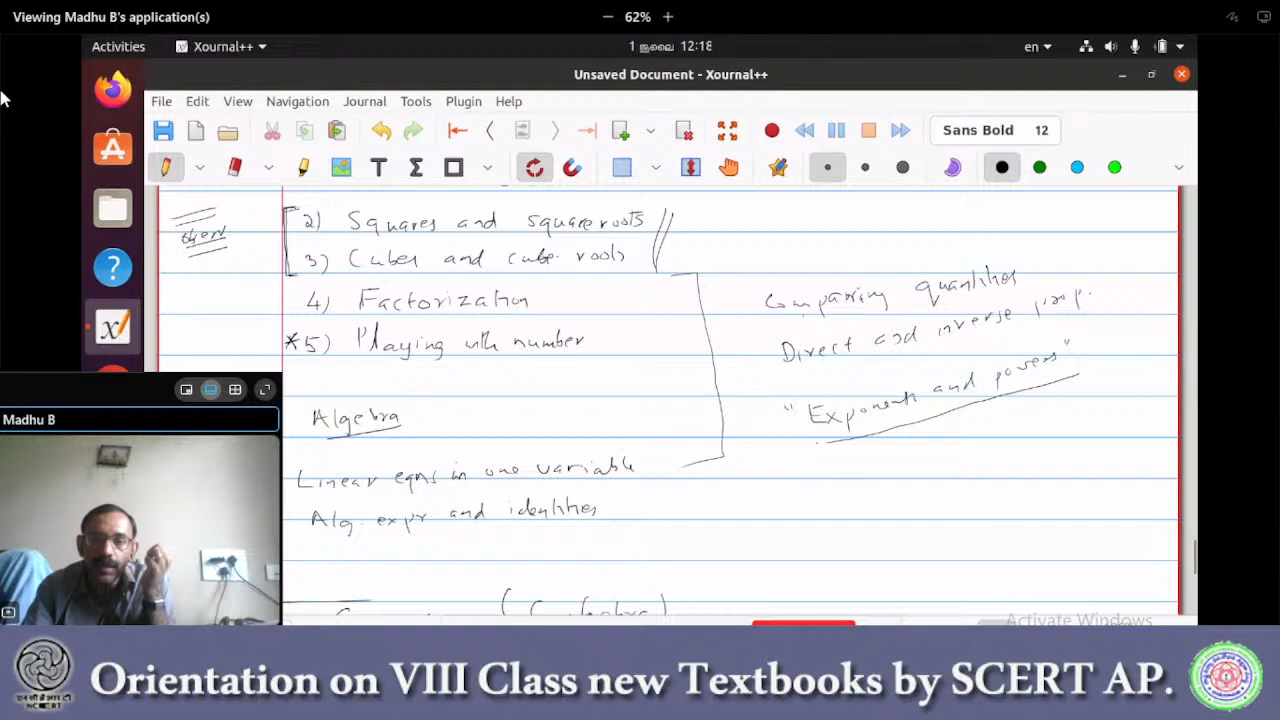 Viewing Madhu B's application(s)
62%
Activities
Xournal++
1 ജൂലൈ 12:18
en
Unsaved Document - Xournal++
File Edit View Navigation Journal Tools Plugin Help
Sans Bold 12
2) Squares and square roots
3) Cubes and cube roots
4) Factorization
*5) Playing with number
Algebra
Linear eqns in one variable
Alg. expr and identities
Comparing quantities
Direct and inverse prop.
"Exponents and powers"
Madhu B
Activate Windows
Orientation on VIII Class new Textbooks by SCERT AP.
NCERT